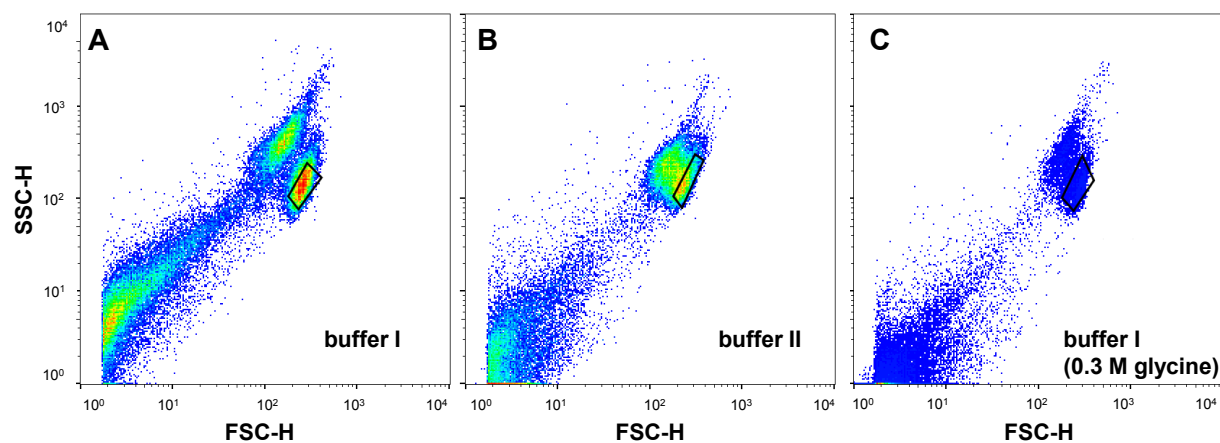 A
B
C
10⁴
10³
10²
10¹
10⁰
SSC-H
buffer I
buffer II
buffer I
(0.3 M glycine)
10⁰ 10¹ 10² 10³ 10⁴
10⁰ 10¹ 10² 10³ 10⁴
10⁰ 10¹ 10² 10³ 10⁴
FSC-H
FSC-H
FSC-H